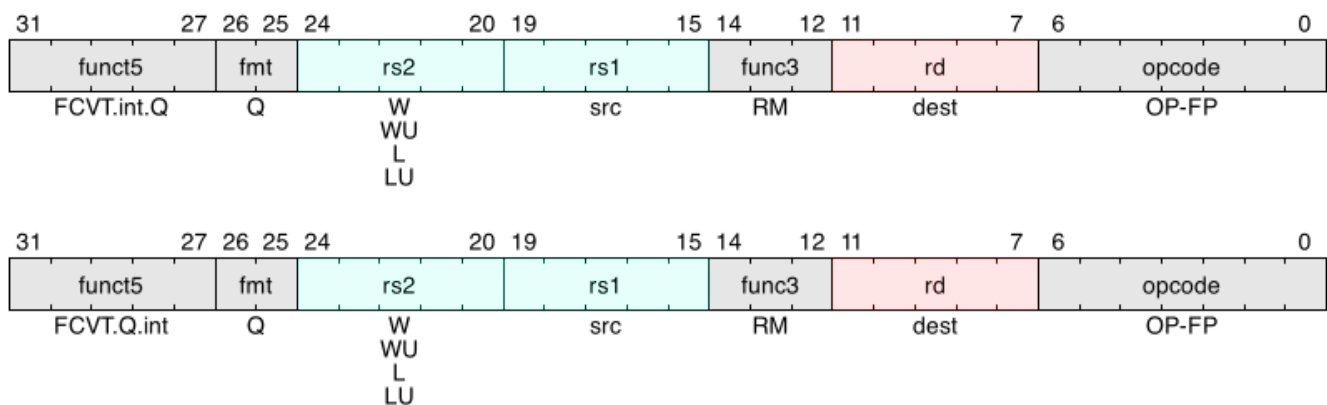 31 27 26 25 24 20 19 15 14 12 11 7 6 0
funct5 fmt rs2 rs1 func3 rd opcode
FCVT.int.Q Q W src RM dest OP-FP
WU
L
LU
31 27 26 25 24 20 19 15 14 12 11 7 6 0
funct5 fmt rs2 rs1 func3 rd opcode
FCVT.Q.int Q W src RM dest OP-FP
WU
L
LU